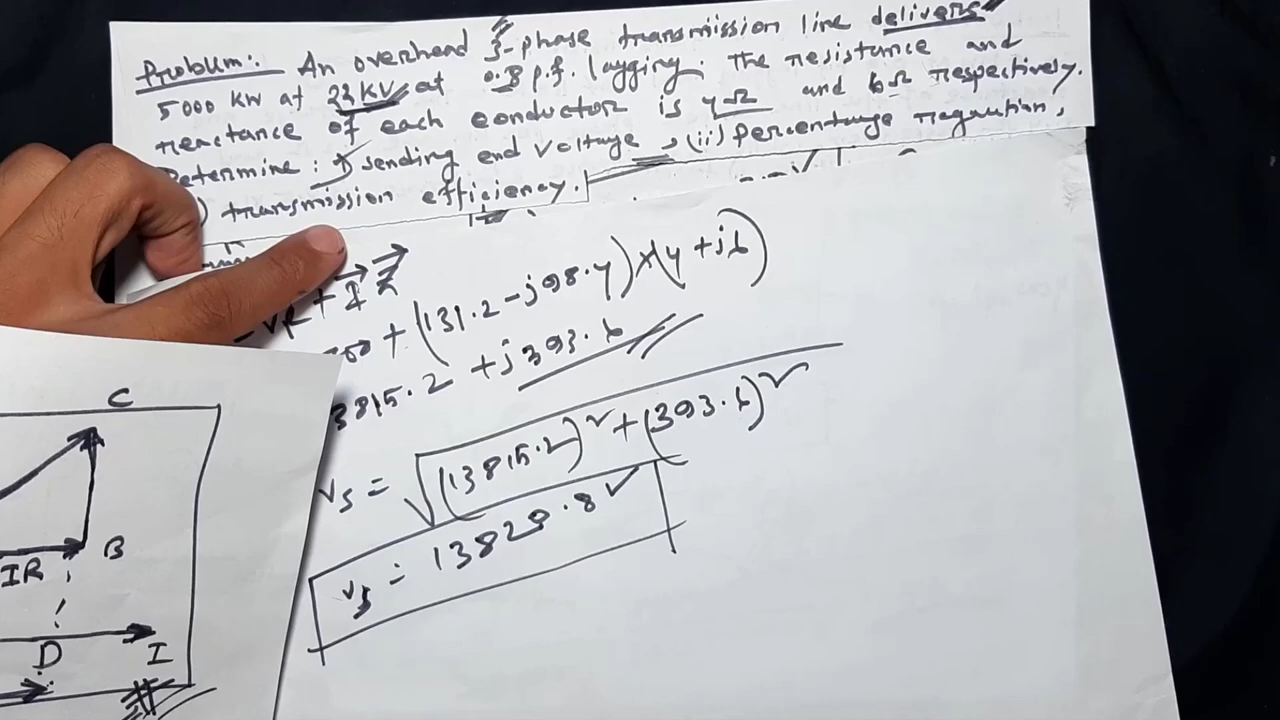 Problem:. An overhead 3-phase transmission line delivers
5000 KW at 22 KV at 0.8 p.f. lagging. The resistance and
reactance of each conductor is 4Ω and 6Ω respectively.
Determine: i) sending end voltage, (ii) percentage
) transmission efficiency.
= VR + I Z
00 + (131.2 - j98.4) × (4 + j6)
3815.2 + j393.6
Vs = √(13815.2)² + (393.6)²
Vs = 13820.8
C
IR
B
D
I